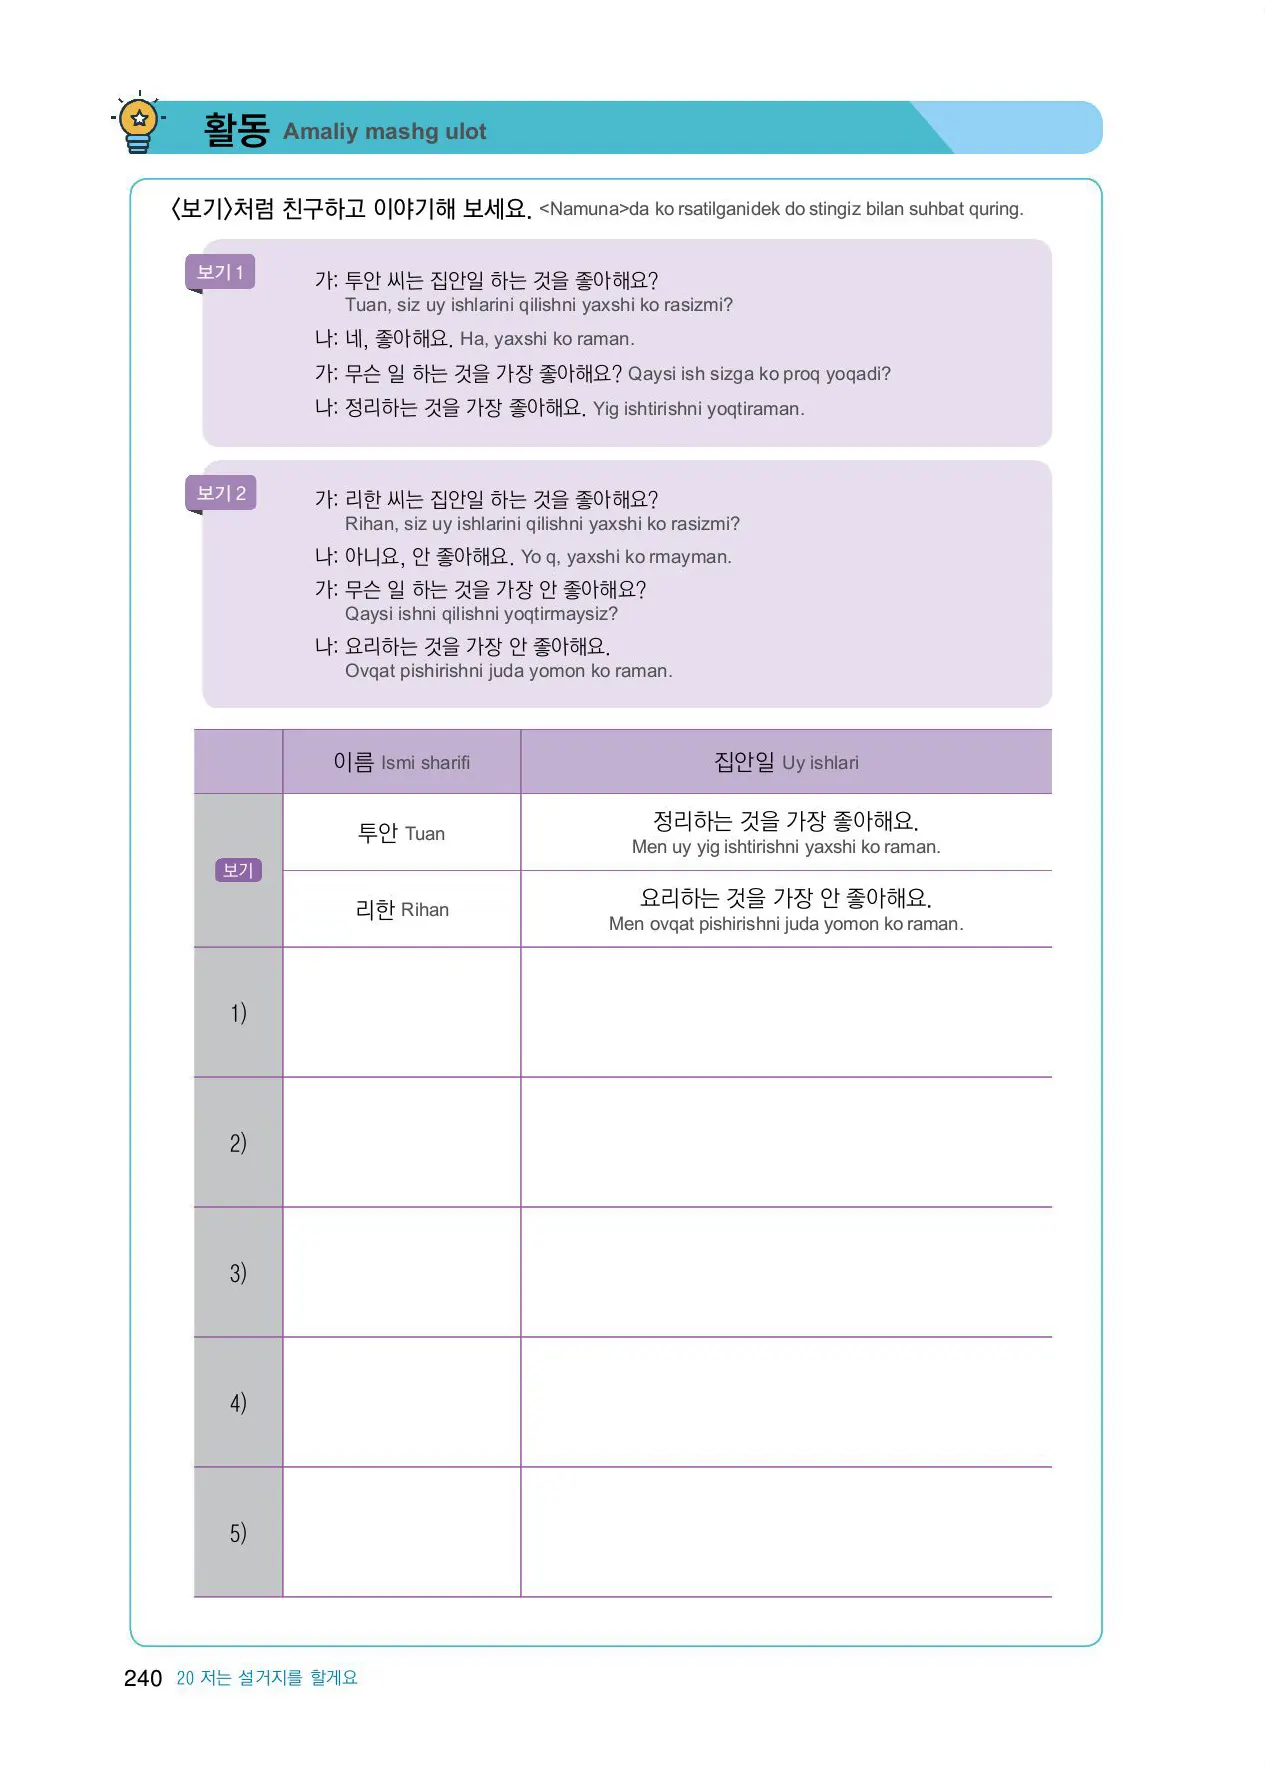 활동 Amaliy mashg ulot
<보기>처럼 친구하고 이야기해 보세요. <Namuna>da ko rsatilganidek do stingiz bilan suhbat quring.
보기 1
가: 투안 씨는 집안일 하는 것을 좋아해요?
Tuan, siz uy ishlarini qilishni yaxshi ko rasizmi?
나: 네, 좋아해요. Ha, yaxshi ko raman.
가: 무슨 일 하는 것을 가장 좋아해요? Qaysi ish sizga ko proq yoqadi?
나: 정리하는 것을 가장 좋아해요. Yig ishtirishni yoqtiraman.
보기 2
가: 리한 씨는 집안일 하는 것을 좋아해요?
Rihan, siz uy ishlarini qilishni yaxshi ko rasizmi?
나: 아니요, 안 좋아해요. Yo q, yaxshi ko rmayman.
가: 무슨 일 하는 것을 가장 안 좋아해요?
Qaysi ishni qilishni yoqtirmaysiz?
나: 요리하는 것을 가장 안 좋아해요.
Ovqat pishirishni juda yomon ko raman.
이름 Ismi sharifi 집안일 Uy ishlari
보기
투안 Tuan
정리하는 것을 가장 좋아해요.
Men uy yig ishtirishni yaxshi ko raman.
리한 Rihan
요리하는 것을 가장 안 좋아해요.
Men ovqat pishirishni juda yomon ko raman.
1)
2)
3)
4)
5)
240 20 저는 설거지를 할게요